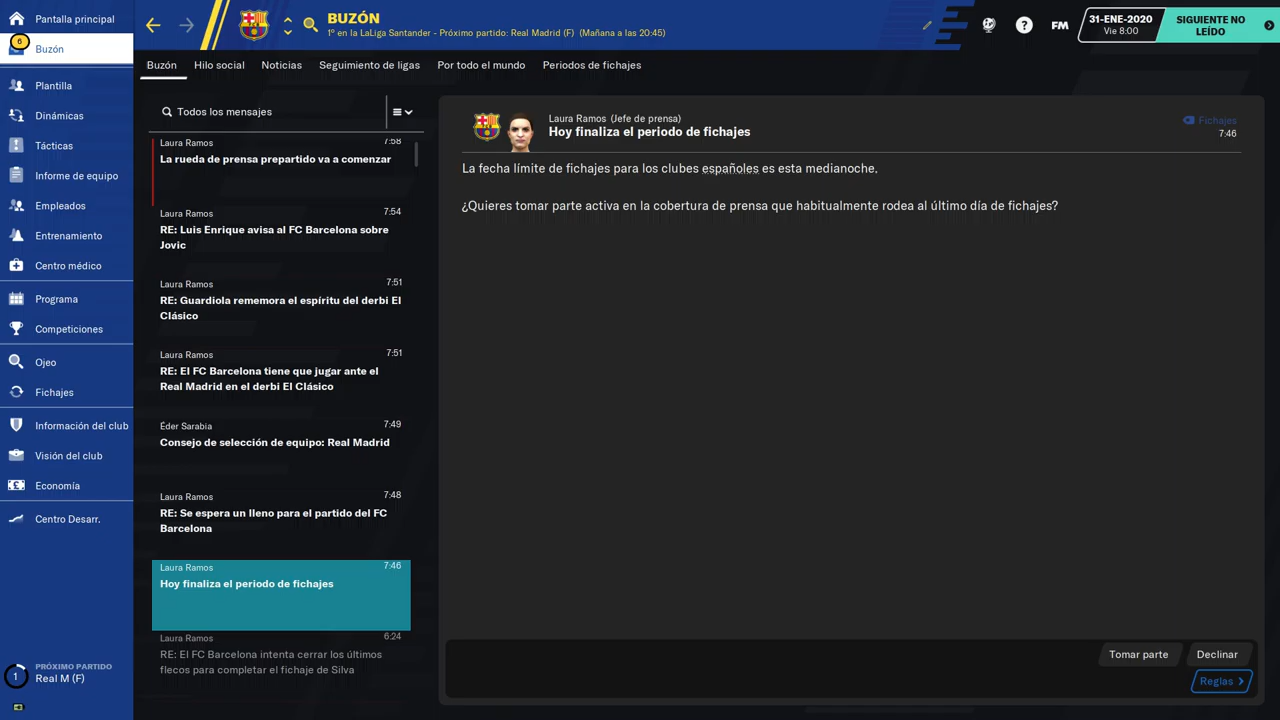 Pantalla principal
6
Buzón
Plantilla
Dinámicas
Tácticas
Informe de equipo
Empleados
Entrenamiento
Centro médico
Programa
Competiciones
Ojeo
Fichajes
Información del club
Visión del club
Economía
Centro Desarr.
PRÓXIMO PARTIDO
1
Real M (F)
BUZÓN
1º en la LaLiga Santander - Próximo partido: Real Madrid (F) (Mañana a las 20:45)
?
FM
31-ENE-2020
Vie 8:00
SIGUIENTE NO
LEÍDO
Buzón
Hilo social
Noticias
Seguimiento de ligas
Por todo el mundo
Periodos de fichajes
Todos los mensajes
Laura Ramos
7:58
La rueda de prensa prepartido va a comenzar
Laura Ramos
7:54
RE: Luis Enrique avisa al FC Barcelona sobre
Jovic
Laura Ramos
7:51
RE: Guardiola rememora el espíritu del derbi El
Clásico
Laura Ramos
7:51
RE: El FC Barcelona tiene que jugar ante el
Real Madrid en el derbi El Clásico
Éder Sarabia
7:49
Consejo de selección de equipo: Real Madrid
Laura Ramos
7:48
RE: Se espera un lleno para el partido del FC
Barcelona
Laura Ramos
7:46
Hoy finaliza el periodo de fichajes
Laura Ramos
6:24
RE: El FC Barcelona intenta cerrar los últimos
flecos para completar el fichaje de Silva
Laura Ramos (Jefe de prensa)
Hoy finaliza el periodo de fichajes
Fichajes
7:46
La fecha límite de fichajes para los clubes españoles es esta medianoche.
¿Quieres tomar parte activa en la cobertura de prensa que habitualmente rodea al último día de fichajes?
Tomar parte
Declinar
Reglas